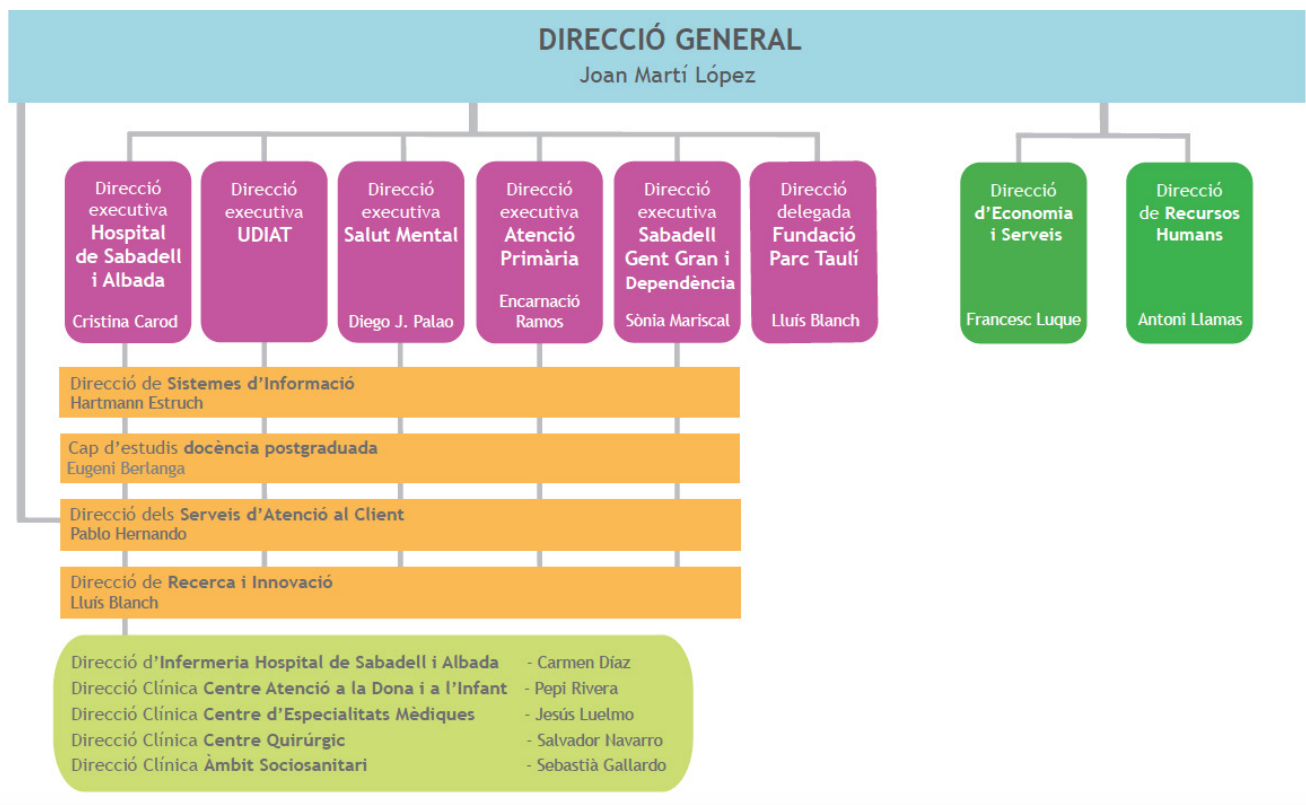 DIRECCIÓ GENERAL
Joan Martí López
Direcció
executiva
Hospital
de Sabadell
i Albada
Cristina Carod
Direcció
executiva
UDIAT
Direcció
executiva
Salut Mental
Diego J. Palao
Direcció
executiva
Atenció
Primària
Encarnació
Ramos
Direcció
executiva
Sabadell
Gent Gran i
Dependència
Sònia Mariscal
Direcció
delegada
Fundació
Parc Taulí
Lluís Blanch
Direcció
d'Economia
i Serveis
Francesc Luque
Direcció
de Recursos
Humans
Antoni Llamas
Direcció de Sistemes d'Informació
Hartmann Estruch
Cap d'estudis docència postgraduada
Eugeni Berlanga
Direcció dels Serveis d'Atenció al Client
Pablo Hernando
Direcció de Recerca i Innovació
Lluís Blanch
Direcció d'Infermeria Hospital de Sabadell i Albada - Carmen Díaz
Direcció Clínica Centre Atenció a la Dona i a l'Infant - Pepi Rivera
Direcció Clínica Centre d'Especialitats Mèdiques - Jesús Luelmo
Direcció Clínica Centre Quirúrgic - Salvador Navarro
Direcció Clínica Àmbit Sociosanitari - Sebastià Gallardo